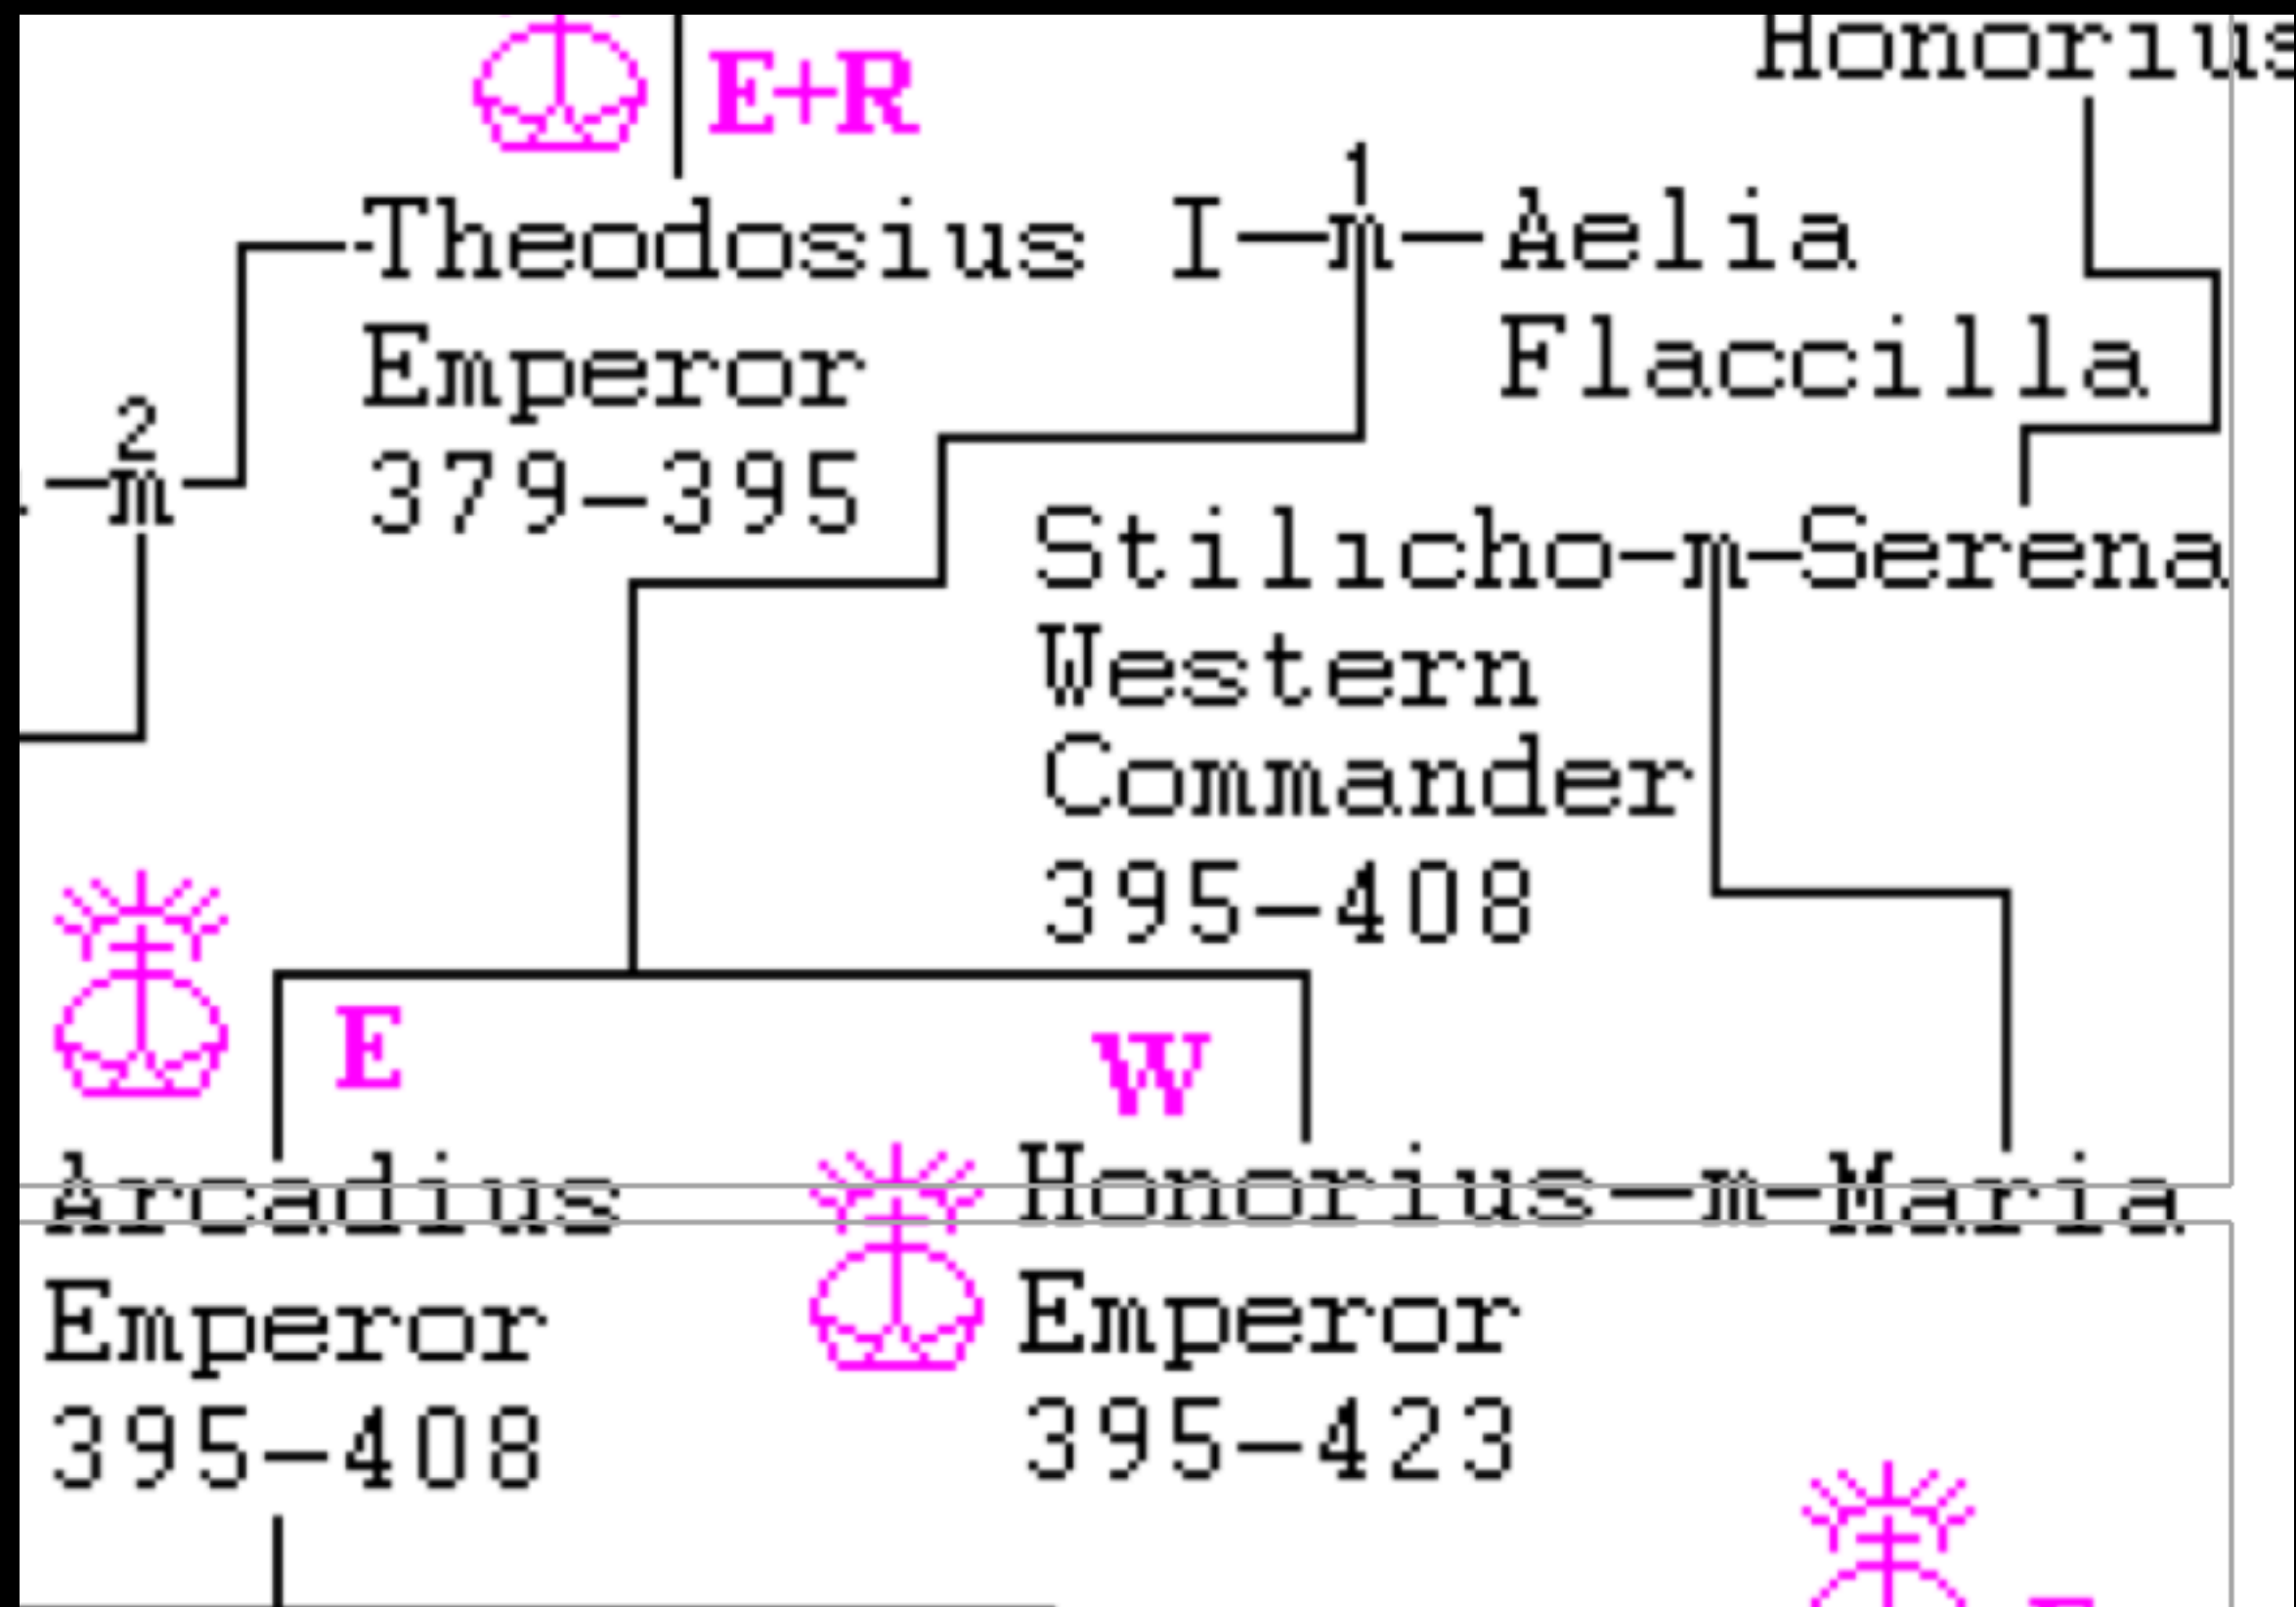 Honorius
E+R
1
Theodosius I—m—Aelia
Flaccilla
Emperor
379-395
2
m
Stilicho-m-Serena
Western
Commander
395-408
E
W
Arcadius
Emperor
395-408
Honorius-m-Maria
Emperor
395-423